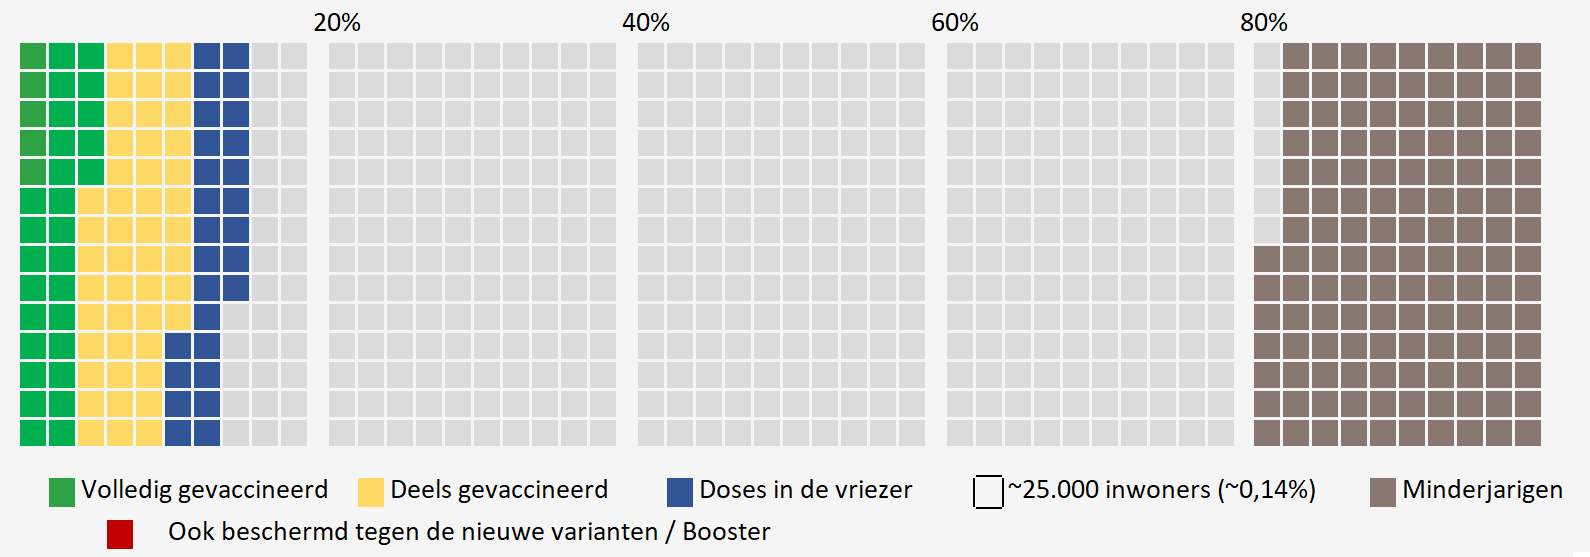 20% 40% 60% 80%
Volledig gevaccineerd Deels gevaccineerd Doses in de vriezer ~25.000 inwoners (~0,14%) Minderjarigen
Ook beschermd tegen de nieuwe varianten / Booster